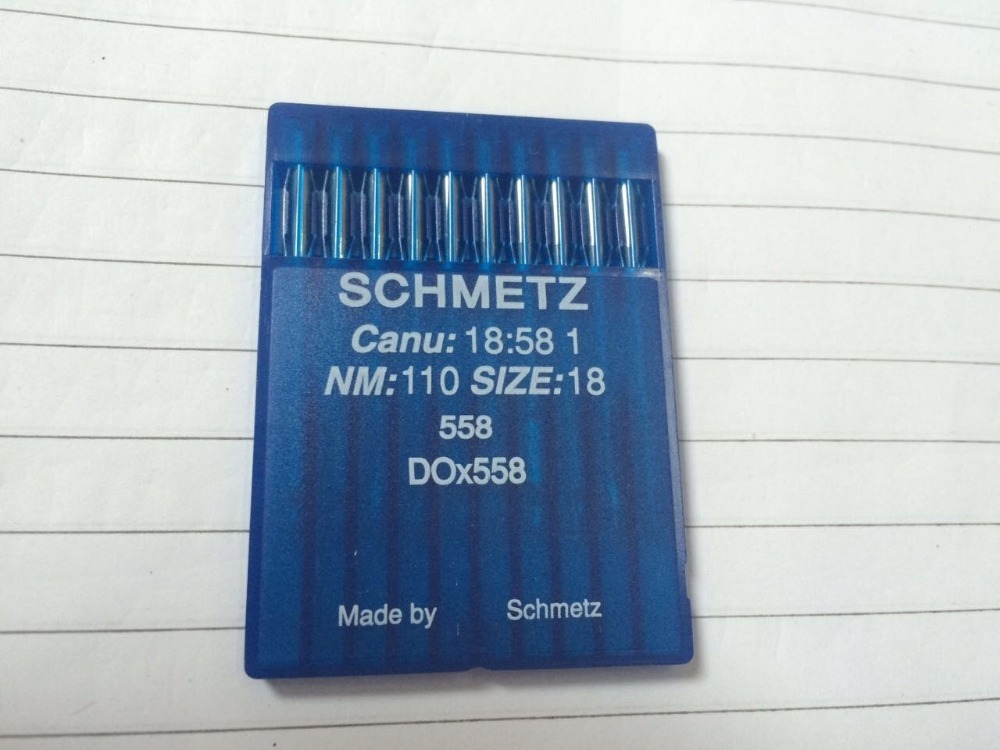 SCHMETZ
Canu: 18:58 1
NM:110 SIZE:18
558
DOx558
Made by Schmetz